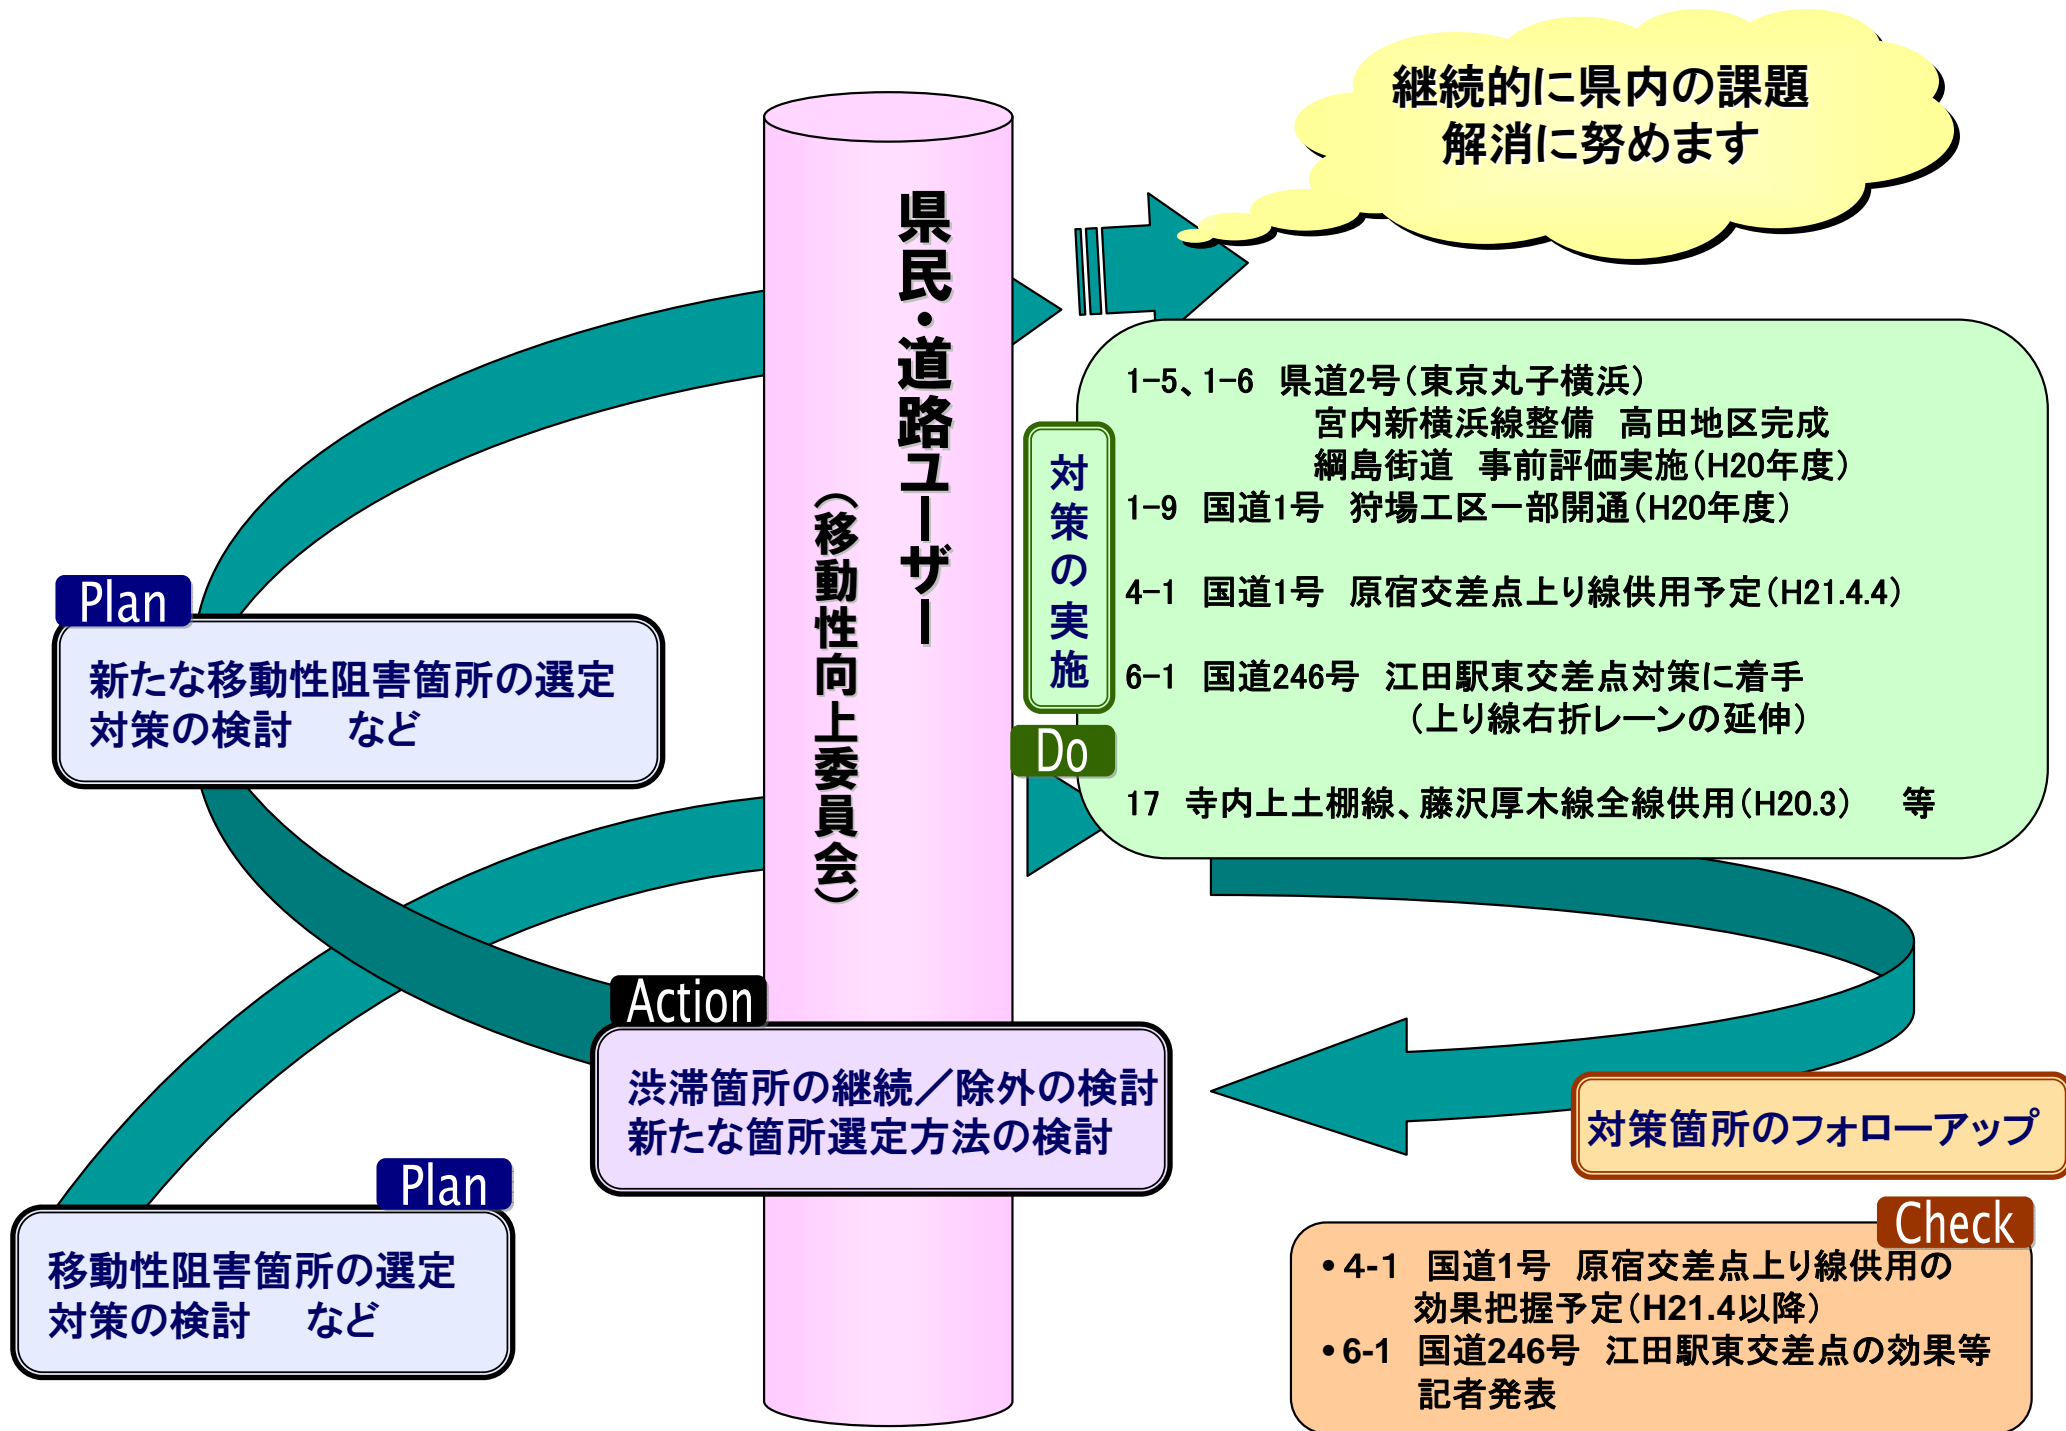 継続的に県内の課題
解消に努めます
県民・道路ユーザー
（移動性向上委員会）
対策の実施
Do
1-5、1-6　県道2号（東京丸子横浜）
宮内新横浜線整備　高田地区完成
綱島街道　事前評価実施（H20年度）
1-9　国道1号　狩場工区一部開通（H20年度）
4-1　国道1号　原宿交差点上り線供用予定（H21.4.4）
6-1　国道246号　江田駅東交差点対策に着手
（上り線右折レーンの延伸）
17　寺内上土棚線、藤沢厚木線全線供用（H20.3）　等
Plan
新たな移動性阻害箇所の選定
対策の検討　など
Action
渋滞箇所の継続／除外の検討
新たな箇所選定方法の検討
対策箇所のフォローアップ
Check
•4-1　国道1号　原宿交差点上り線供用の
効果把握予定（H21.4以降）
•6-1　国道246号　江田駅東交差点の効果等
記者発表
Plan
移動性阻害箇所の選定
対策の検討　など